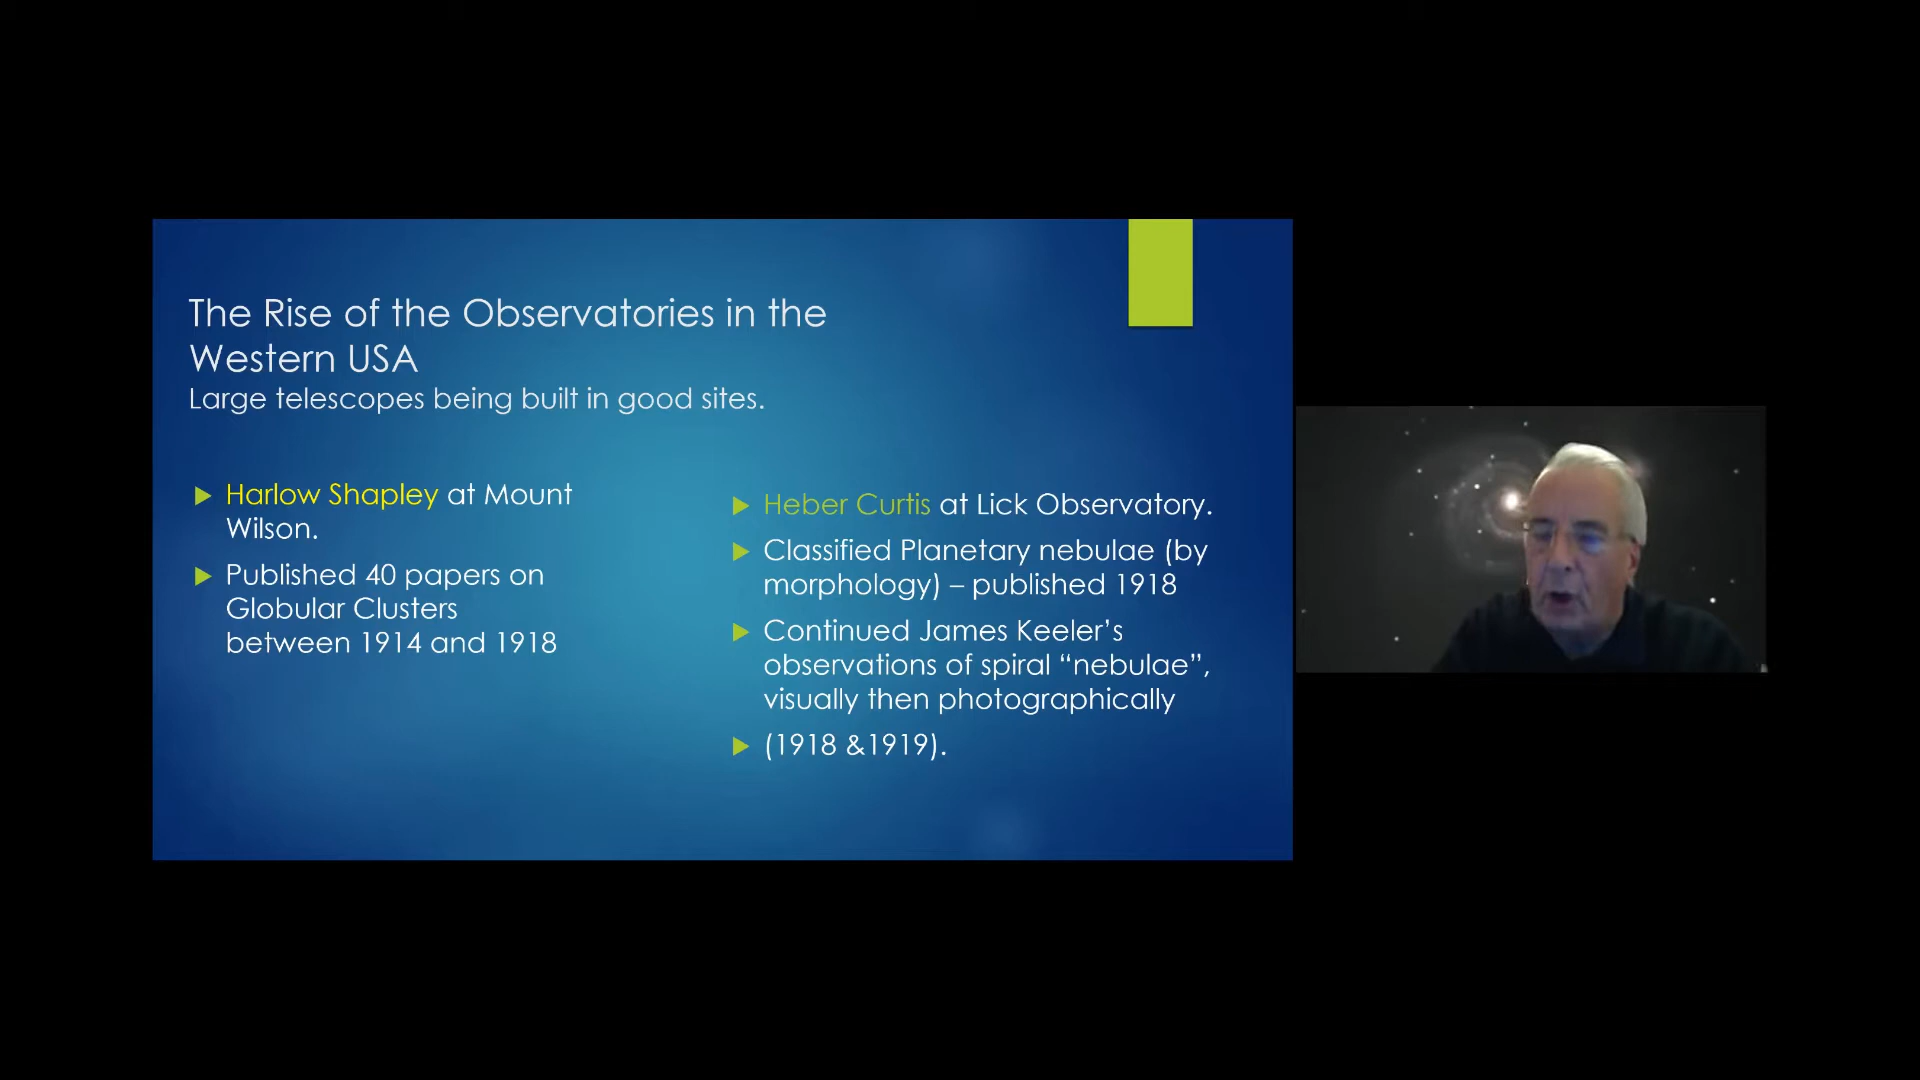 The Rise of the Observatories in the
Western USA
Large telescopes being built in good sites.
Harlow Shapley at Mount
Wilson.
Published 40 papers on
Globular Clusters
between 1914 and 1918
Heber Curtis at Lick Observatory.
Classified Planetary nebulae (by
morphology) – published 1918
Continued James Keeler’s
observations of spiral “nebulae”,
visually then photographically
(1918 &1919).